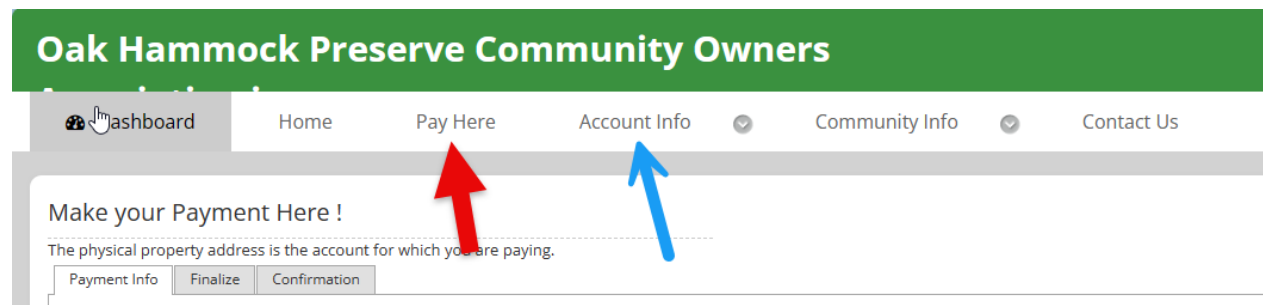 Oak Hammock Preserve Community Owners
Dashboard Home Pay Here Account Info Community Info Contact Us
Make your Payment Here !
The physical property address is the account for which you are paying.
Payment Info Finalize Confirmation